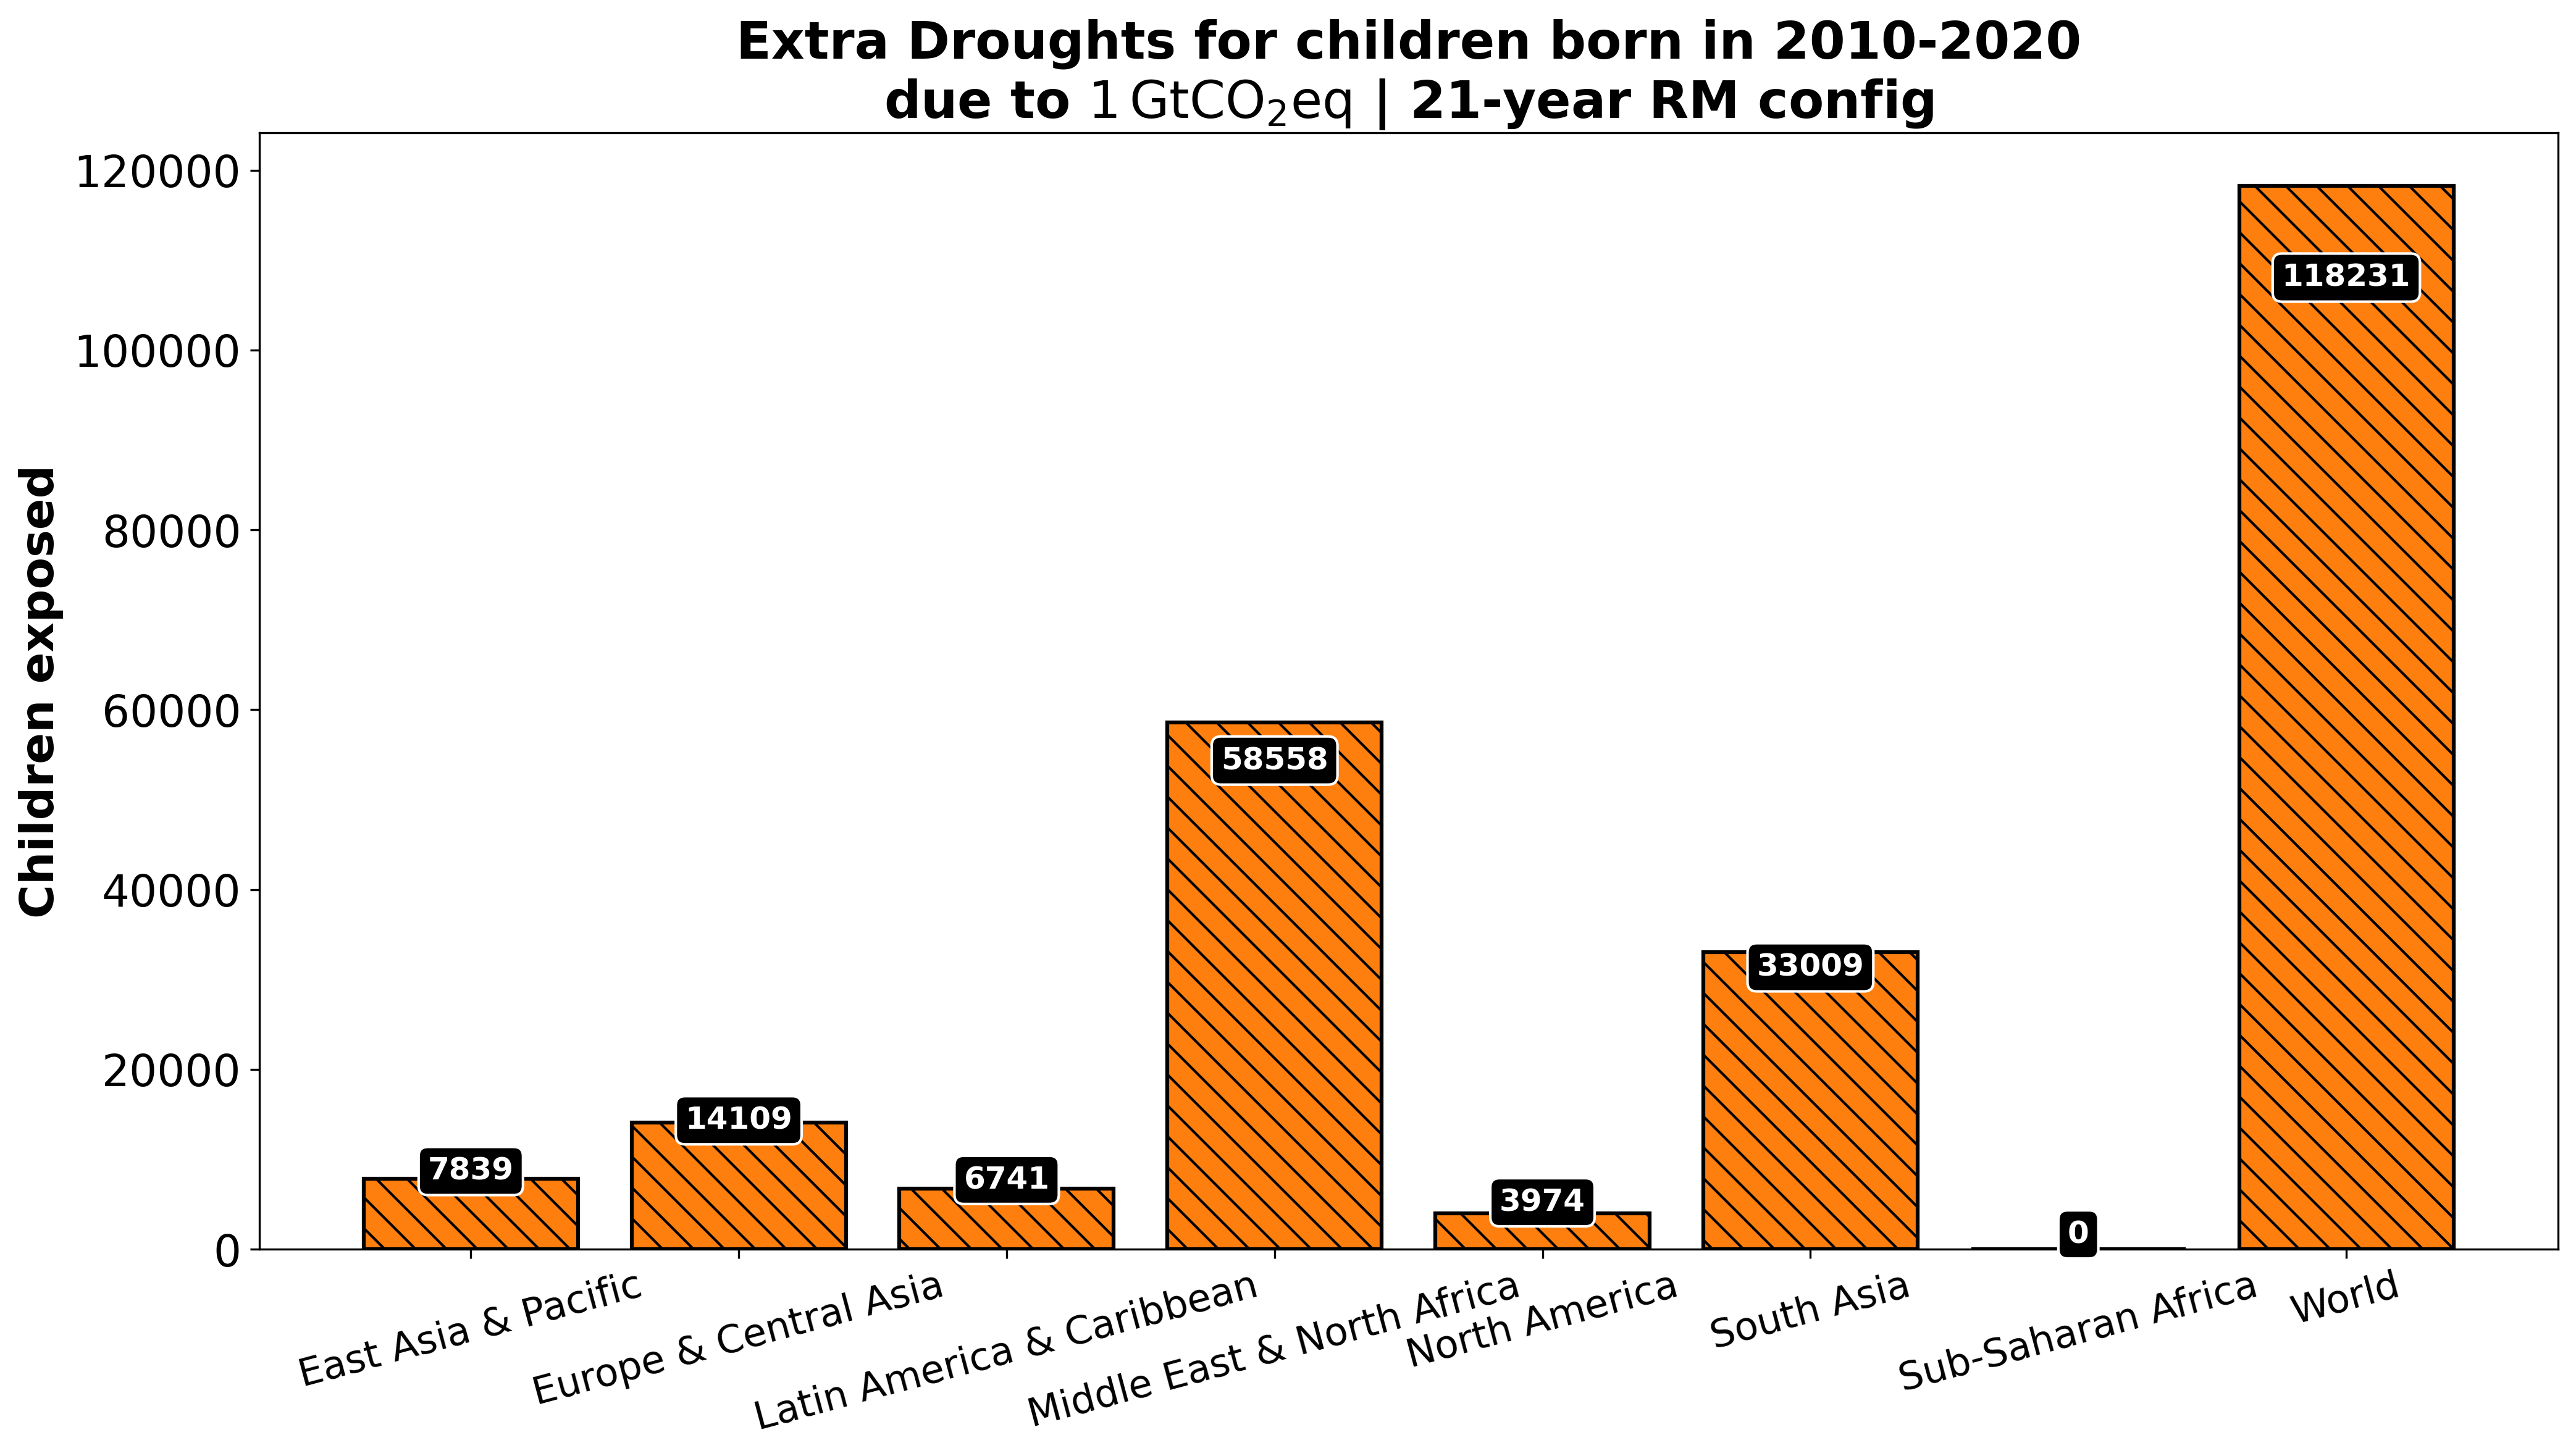 Extra Droughts for children born in 2010-2020
due to 1 GtCO₂eq | 21-year RM config
Children exposed
120000
100000
80000
60000
40000
20000
0
7839
14109
6741
58558
3974
33009
0
118231
East Asia & Pacific
Europe & Central Asia
Latin America & Caribbean
Middle East & North Africa
North America
South Asia
Sub-Saharan Africa
World